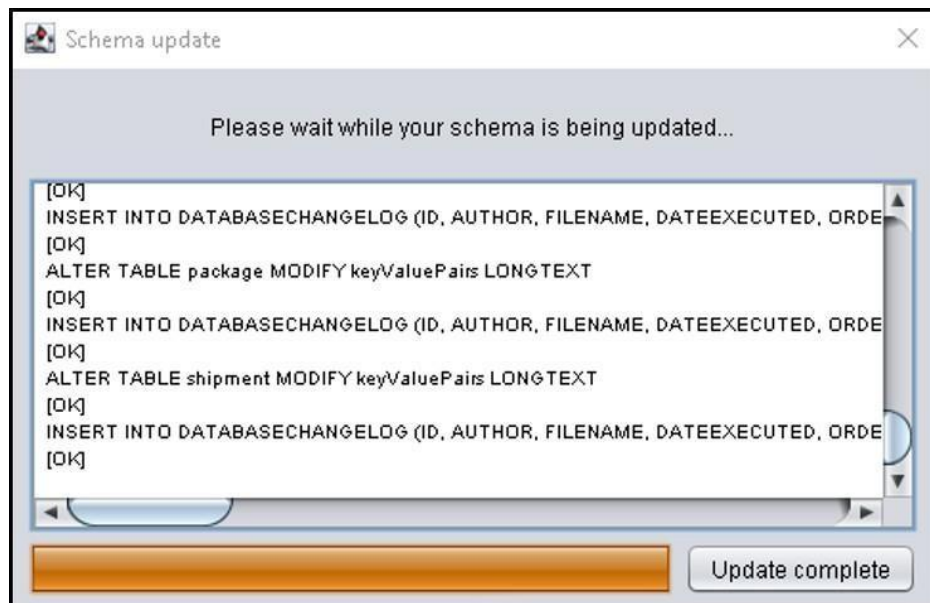 Schema update
Please wait while your schema is being updated...
[OK]
INSERT INTO DATABASECHANGELOG (ID, AUTHOR, FILENAME, DATEEXECUTED, ORDE
[OK]
ALTER TABLE package MODIFY keyValuePairs LONGTEXT
[OK]
INSERT INTO DATABASECHANGELOG (ID, AUTHOR, FILENAME, DATEEXECUTED, ORDE
[OK]
ALTER TABLE shipment MODIFY keyValuePairs LONGTEXT
[OK]
INSERT INTO DATABASECHANGELOG (ID, AUTHOR, FILENAME, DATEEXECUTED, ORDE
[OK]
Update complete